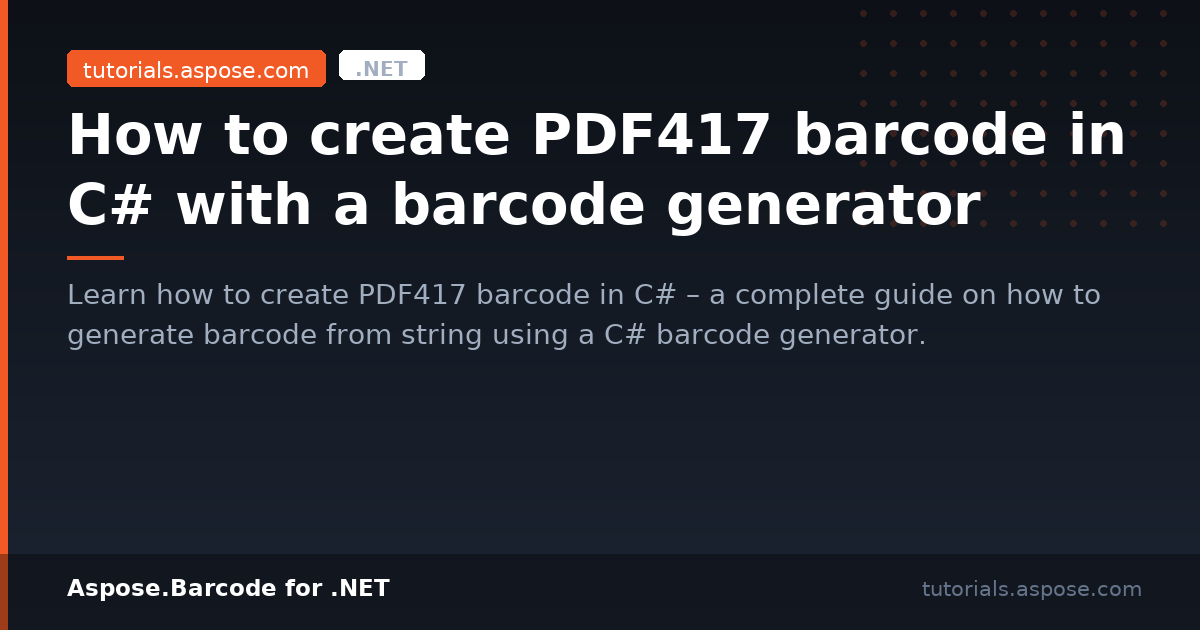 tutorials.aspose.com
.NET
How to create PDF417 barcode in
C# with a barcode generator
Learn how to create PDF417 barcode in C# – a complete guide on how to
generate barcode from string using a C# barcode generator.
Aspose.Barcode for .NET
tutorials.aspose.com